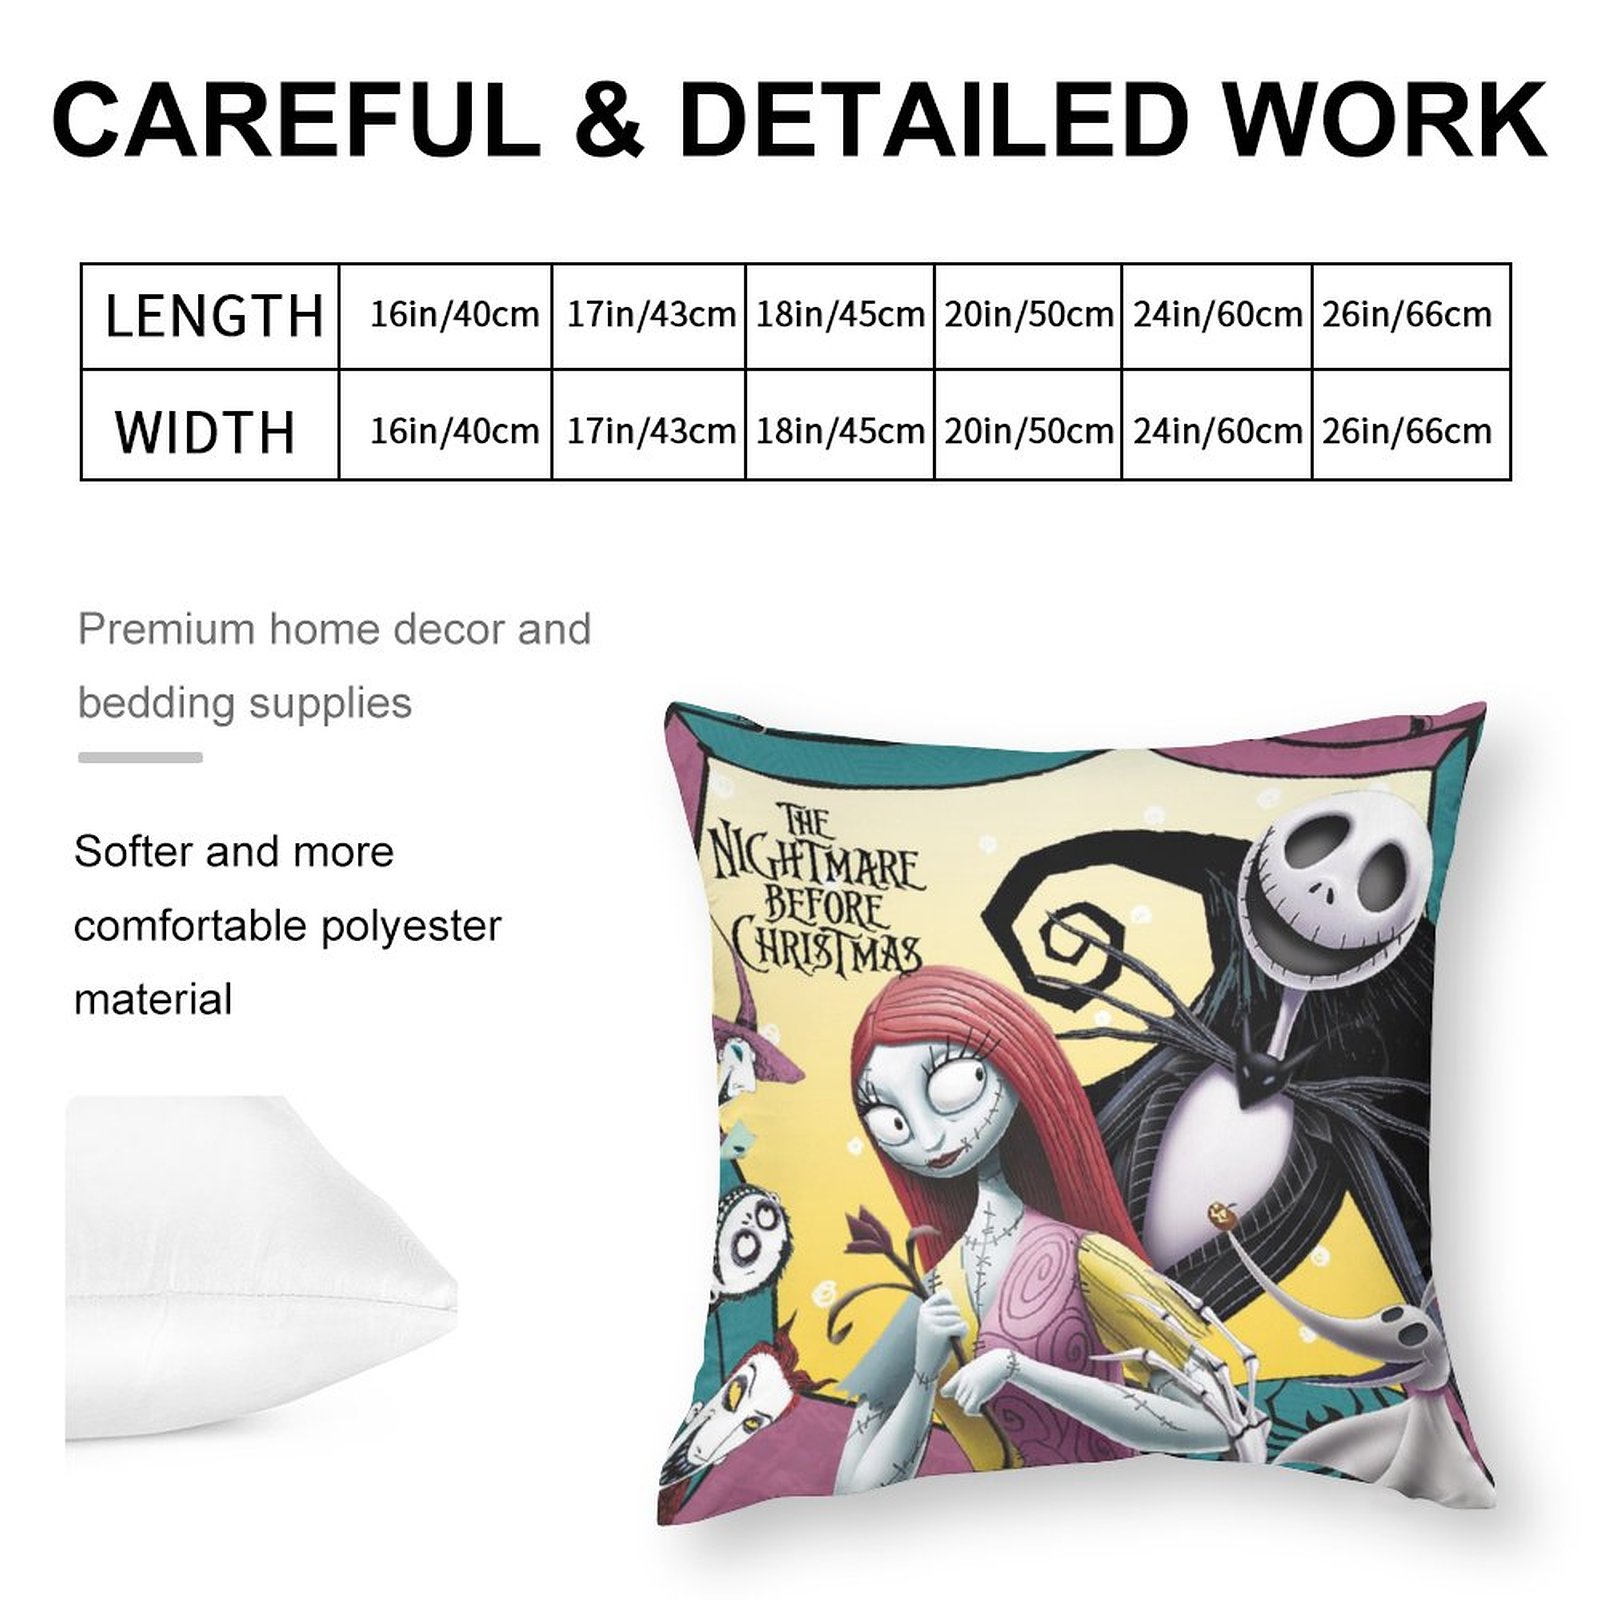 CAREFUL & DETAILED WORK
LENGTH 16in/40cm 17in/43cm 18in/45cm 20in/50cm 24in/60cm 26in/66cm
WIDTH 16in/40cm 17in/43cm 18in/45cm 20in/50cm 24in/60cm 26in/66cm
Premium home decor and
bedding supplies
Softer and more
comfortable polyester
material
THE
NIGHTMARE
BEFORE
CHRISTMAS